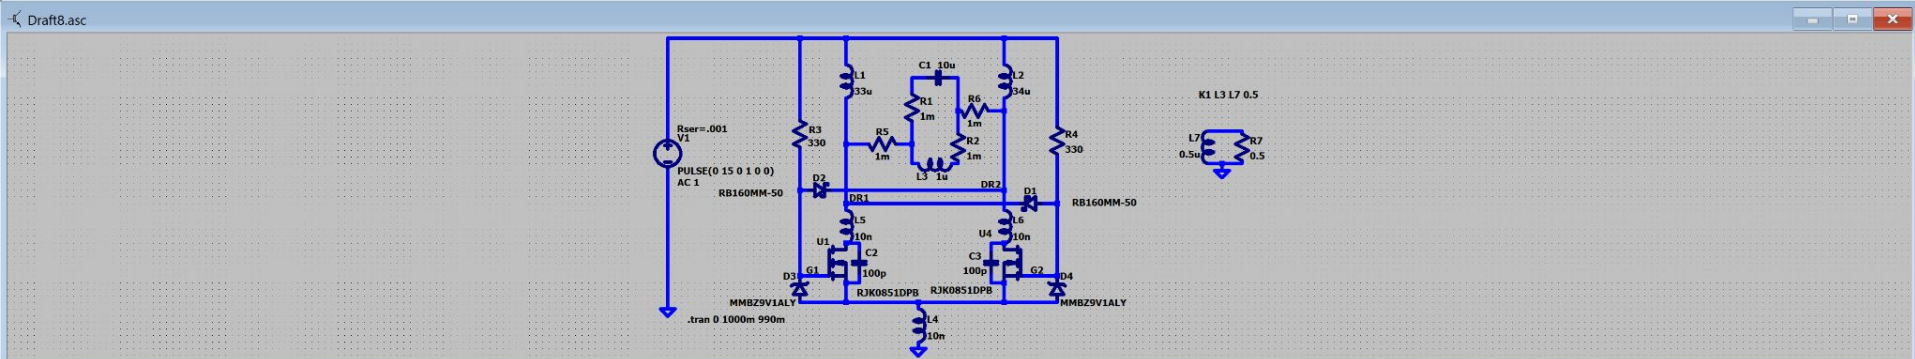 Draft8.asc
C1 10u
L1
33u
L2
34u
R1
1m
R6
1m
K1 L3 L7 0.5
Rser=.001
V1
R3
330
R5
1m
R2
1m
R4
330
L7
0.5u
R7
0.5
PULSE(0 15 0 1 0 0)
AC 1
L3 1u
D2
RB160MM-50
DR2
DR1
D1
RB160MM-50
L5
10n
L6
10n
U1
U4
C2
100p
C3
100p
D3
G1
G2
D4
RJK0851DPB
RJK0851DPB
MMBZ9V1ALY
MMBZ9V1ALY
.tran 0 1000m 990m
L4
10n